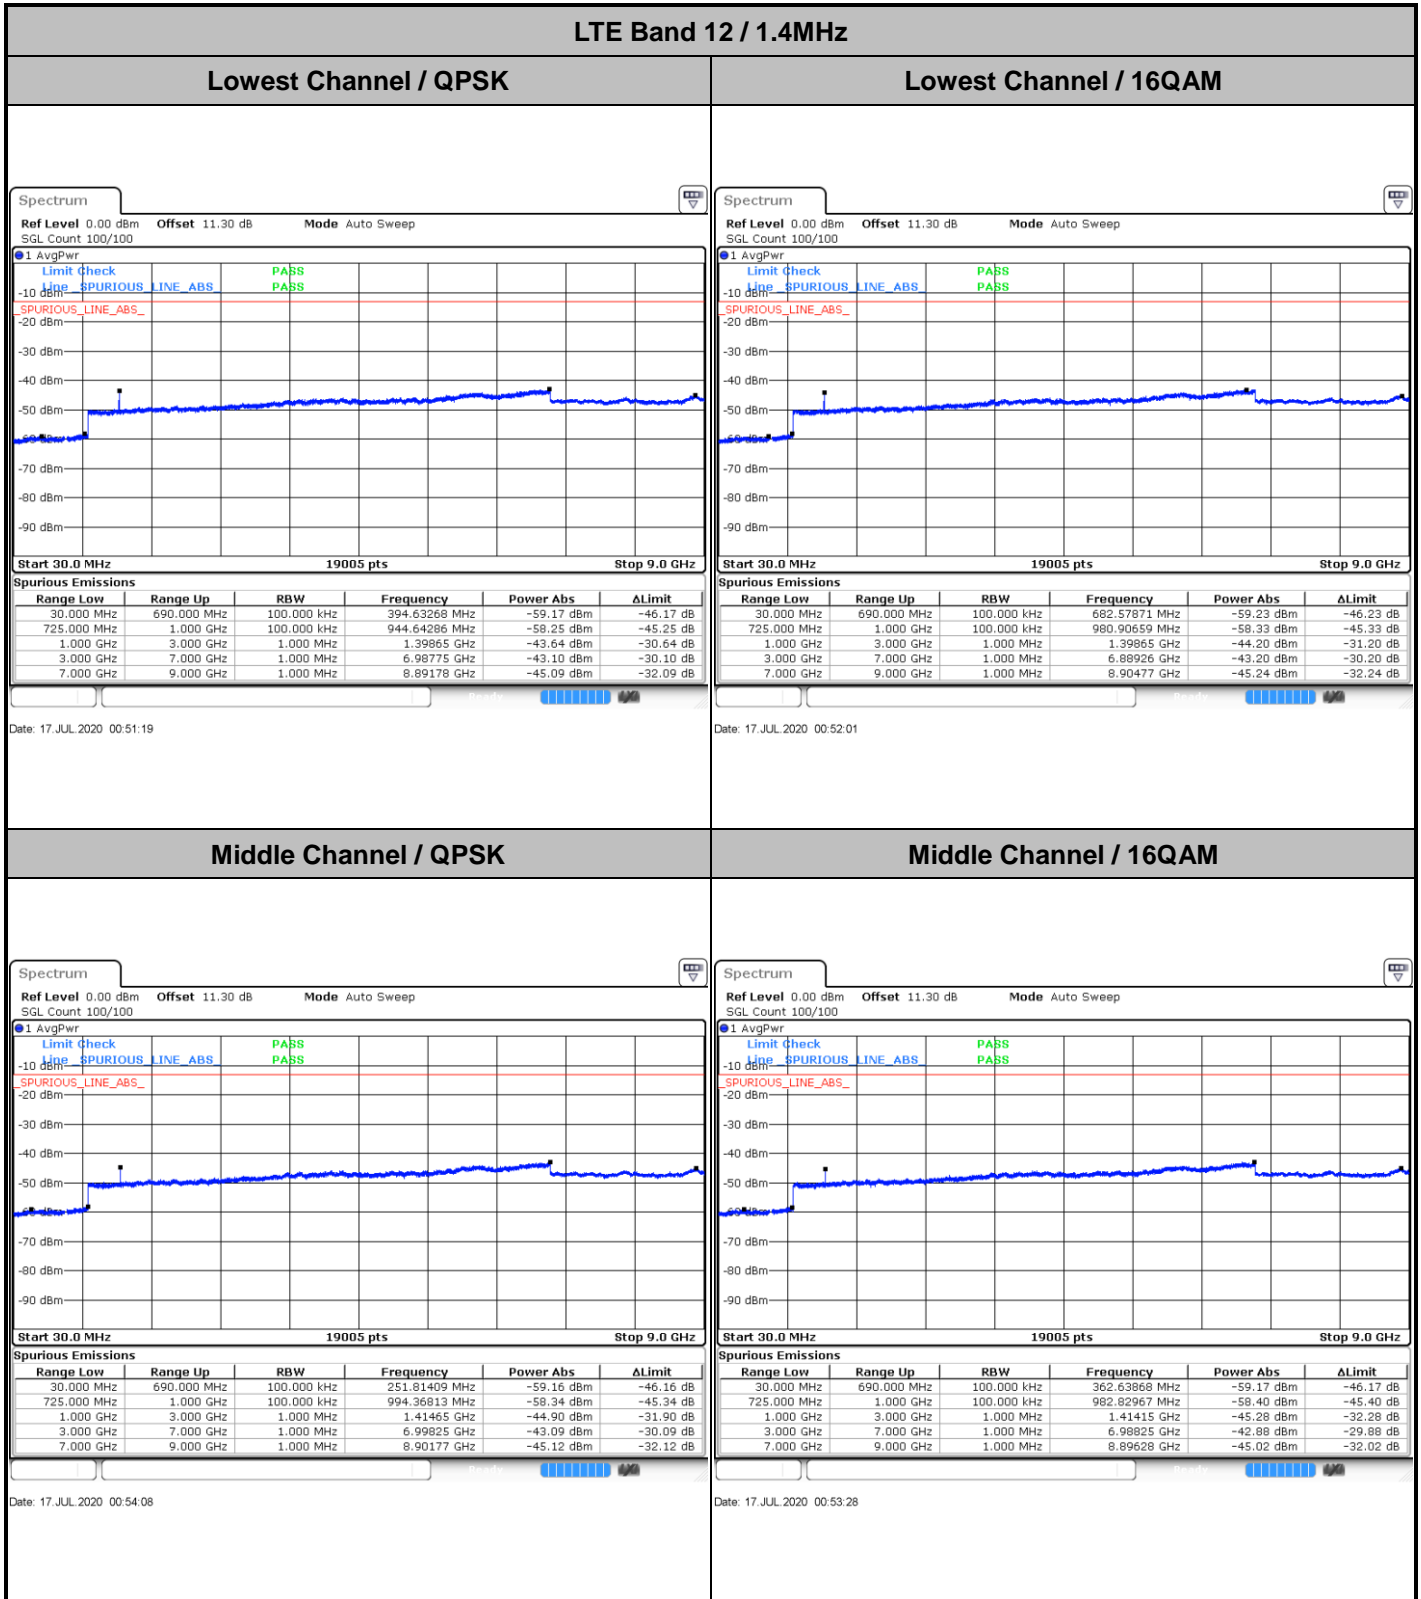 LTE Band 12 / 1.4MHz
Lowest Channel / QPSK
Lowest Channel / 16QAM
Spectrum
Ref Level 0.00 dBm Offset 11.30 dB Mode Auto Sweep
SGL Count 100/100
1 AvgPwr
Limit Check PASS
Line _SPURIOUS_LINE_ABS_ PASS
-10 dBm
_SPURIOUS_LINE_ABS_
-20 dBm
-30 dBm
-40 dBm
-50 dBm
-60 dBm
-70 dBm
-80 dBm
-90 dBm
Start 30.0 MHz 19005 pts Stop 9.0 GHz
Spurious Emissions
Range Low Range Up RBW Frequency Power Abs ΔLimit
30.000 MHz 690.000 MHz 100.000 kHz 394.63268 MHz -59.17 dBm -46.17 dB
725.000 MHz 1.000 GHz 100.000 kHz 944.64286 MHz -58.25 dBm -45.25 dB
1.000 GHz 3.000 GHz 1.000 MHz 1.39865 GHz -43.64 dBm -30.64 dB
3.000 GHz 7.000 GHz 1.000 MHz 6.98775 GHz -43.10 dBm -30.10 dB
7.000 GHz 9.000 GHz 1.000 MHz 8.89178 GHz -45.09 dBm -32.09 dB
Ready
Date: 17.JUL.2020 00:51:19
Spectrum
Ref Level 0.00 dBm Offset 11.30 dB Mode Auto Sweep
SGL Count 100/100
1 AvgPwr
Limit Check PASS
Line _SPURIOUS_LINE_ABS_ PASS
-10 dBm
_SPURIOUS_LINE_ABS_
-20 dBm
-30 dBm
-40 dBm
-50 dBm
-60 dBm
-70 dBm
-80 dBm
-90 dBm
Start 30.0 MHz 19005 pts Stop 9.0 GHz
Spurious Emissions
Range Low Range Up RBW Frequency Power Abs ΔLimit
30.000 MHz 690.000 MHz 100.000 kHz 682.57871 MHz -59.23 dBm -46.23 dB
725.000 MHz 1.000 GHz 100.000 kHz 980.90659 MHz -58.33 dBm -45.33 dB
1.000 GHz 3.000 GHz 1.000 MHz 1.39865 GHz -44.20 dBm -31.20 dB
3.000 GHz 7.000 GHz 1.000 MHz 6.88926 GHz -43.20 dBm -30.20 dB
7.000 GHz 9.000 GHz 1.000 MHz 8.90477 GHz -45.24 dBm -32.24 dB
Ready
Date: 17.JUL.2020 00:52:01
Middle Channel / QPSK
Middle Channel / 16QAM
Spectrum
Ref Level 0.00 dBm Offset 11.30 dB Mode Auto Sweep
SGL Count 100/100
1 AvgPwr
Limit Check PASS
Line _SPURIOUS_LINE_ABS_ PASS
-10 dBm
_SPURIOUS_LINE_ABS_
-20 dBm
-30 dBm
-40 dBm
-50 dBm
-60 dBm
-70 dBm
-80 dBm
-90 dBm
Start 30.0 MHz 19005 pts Stop 9.0 GHz
Spurious Emissions
Range Low Range Up RBW Frequency Power Abs ΔLimit
30.000 MHz 690.000 MHz 100.000 kHz 251.81409 MHz -59.16 dBm -46.16 dB
725.000 MHz 1.000 GHz 100.000 kHz 994.36813 MHz -58.34 dBm -45.34 dB
1.000 GHz 3.000 GHz 1.000 MHz 1.41465 GHz -44.90 dBm -31.90 dB
3.000 GHz 7.000 GHz 1.000 MHz 6.99825 GHz -43.09 dBm -30.09 dB
7.000 GHz 9.000 GHz 1.000 MHz 8.90177 GHz -45.12 dBm -32.12 dB
Ready
Date: 17.JUL.2020 00:54:08
Spectrum
Ref Level 0.00 dBm Offset 11.30 dB Mode Auto Sweep
SGL Count 100/100
1 AvgPwr
Limit Check PASS
Line _SPURIOUS_LINE_ABS_ PASS
-10 dBm
_SPURIOUS_LINE_ABS_
-20 dBm
-30 dBm
-40 dBm
-50 dBm
-60 dBm
-70 dBm
-80 dBm
-90 dBm
Start 30.0 MHz 19005 pts Stop 9.0 GHz
Spurious Emissions
Range Low Range Up RBW Frequency Power Abs ΔLimit
30.000 MHz 690.000 MHz 100.000 kHz 362.63868 MHz -59.17 dBm -46.17 dB
725.000 MHz 1.000 GHz 100.000 kHz 982.82967 MHz -58.40 dBm -45.40 dB
1.000 GHz 3.000 GHz 1.000 MHz 1.41415 GHz -45.28 dBm -32.28 dB
3.000 GHz 7.000 GHz 1.000 MHz 6.98825 GHz -42.88 dBm -29.88 dB
7.000 GHz 9.000 GHz 1.000 MHz 8.89628 GHz -45.02 dBm -32.02 dB
Ready
Date: 17.JUL.2020 00:53:28